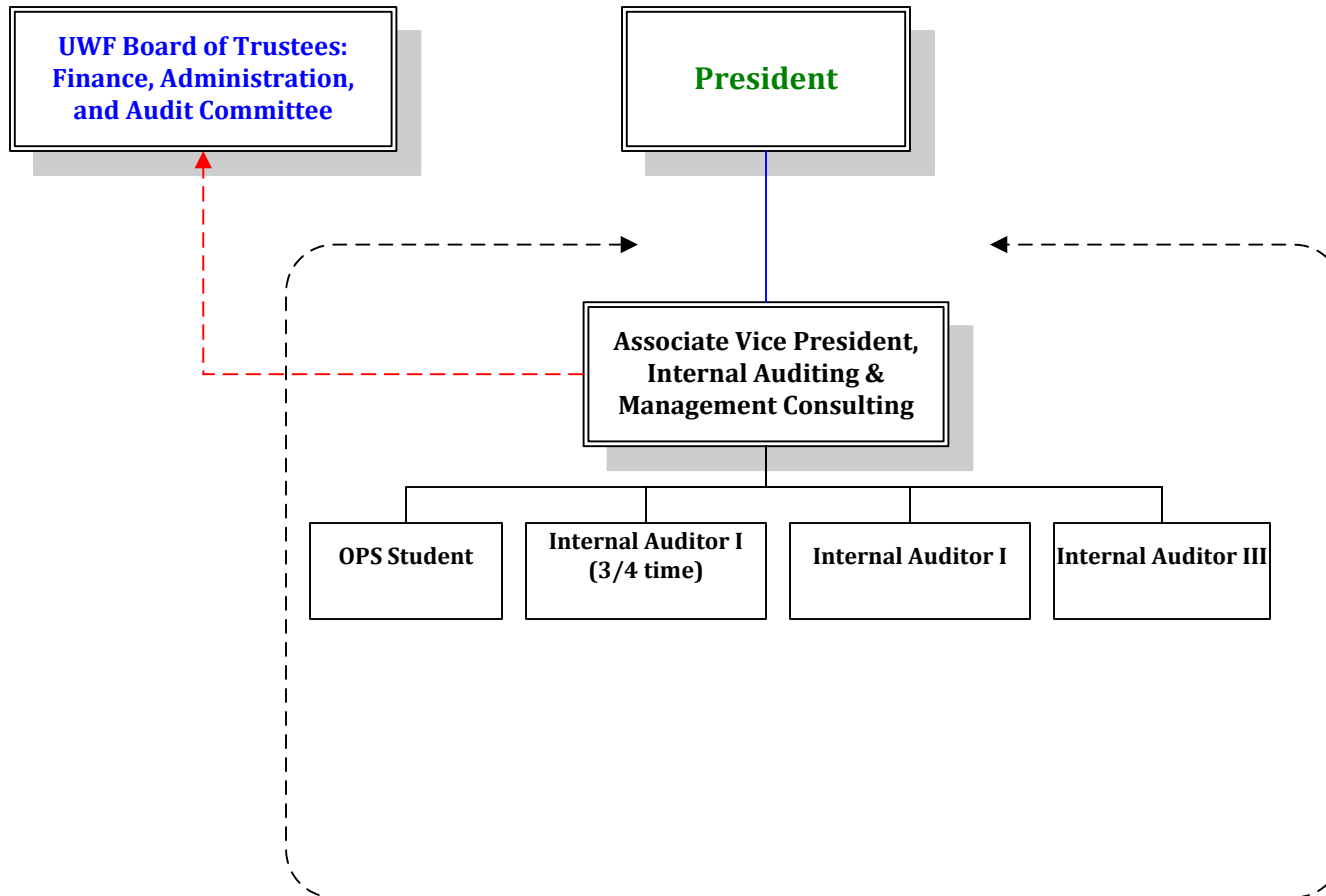 UWF Board of Trustees:
Finance, Administration,
and Audit Committee
President
Associate Vice President,
Internal Auditing &
Management Consulting
OPS Student
Internal Auditor I
(3/4 time)
Internal Auditor I
Internal Auditor III